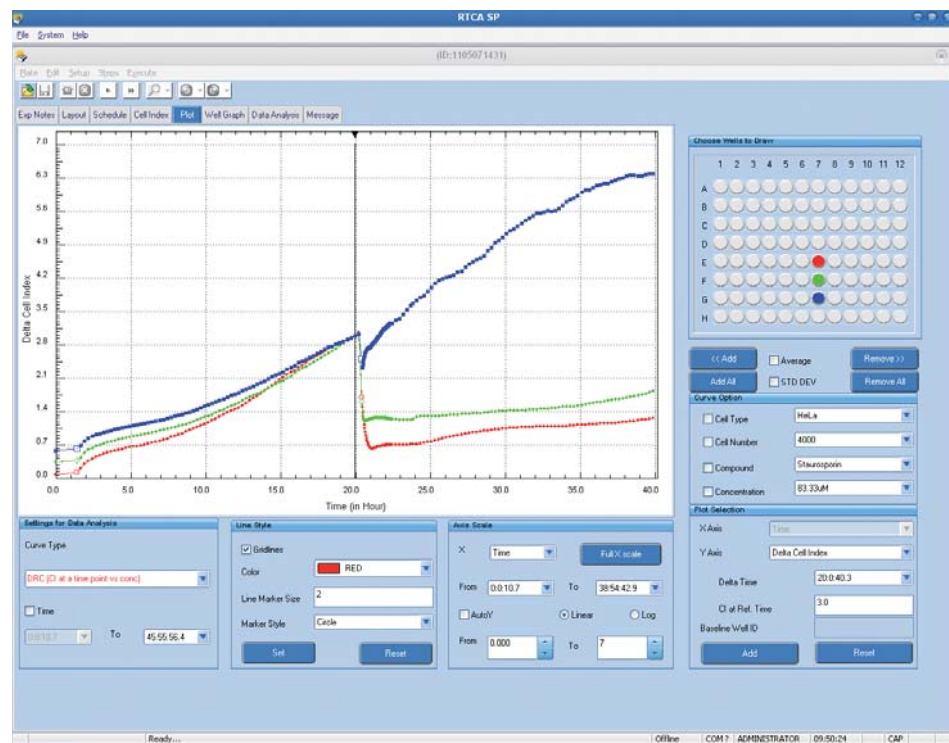 RTCA SP
File System Help
(ID:1105071431)
Plate Edit Setup Steps Execute
Exp Notes Layout Schedule Cell Index Plot Well Graph Data Analysis Message
7.0
6.3
5.8
4.9
4.2
3.5
2.8
2.1
1.4
0.7
0.0
Delta Cell Index
0.0 5.0 10.0 15.0 20.0 25.0 30.0 35.0 40.0
Time (in Hour)
Choose Wells to Draw
1 2 3 4 5 6 7 8 9 10 11 12
A
B
C
D
E
F
G
H
<< Add Average Remove >>
Add All STD DEV Remove All
Curve Option
Cell Type HeLa
Cell Number 4000
Compound Staurosporin
Concentration 83.33uM
Plot Selection
X Axis Time
Y Axis Delta Cell Index
Delta Time 20:0:40.3
CI at Ref. Time 3.0
Baseline Well ID
Add Reset
Settings for Data Analysis
Curve Type
DRC (CI at a time point vs conc)
Time
0:0:10.7 To 45:55:56.4
Line Style
Gridlines
Color RED
Line Marker Size 2
Marker Style Circle
Set Reset
Axis Scale
X Time Full X scale
From 0:0:10.7 To 38:54:42.9
AutoY Linear Log
From 0.000 To 7
Ready... Offline COM ? ADMINISTRATOR 09:50:24 CAP